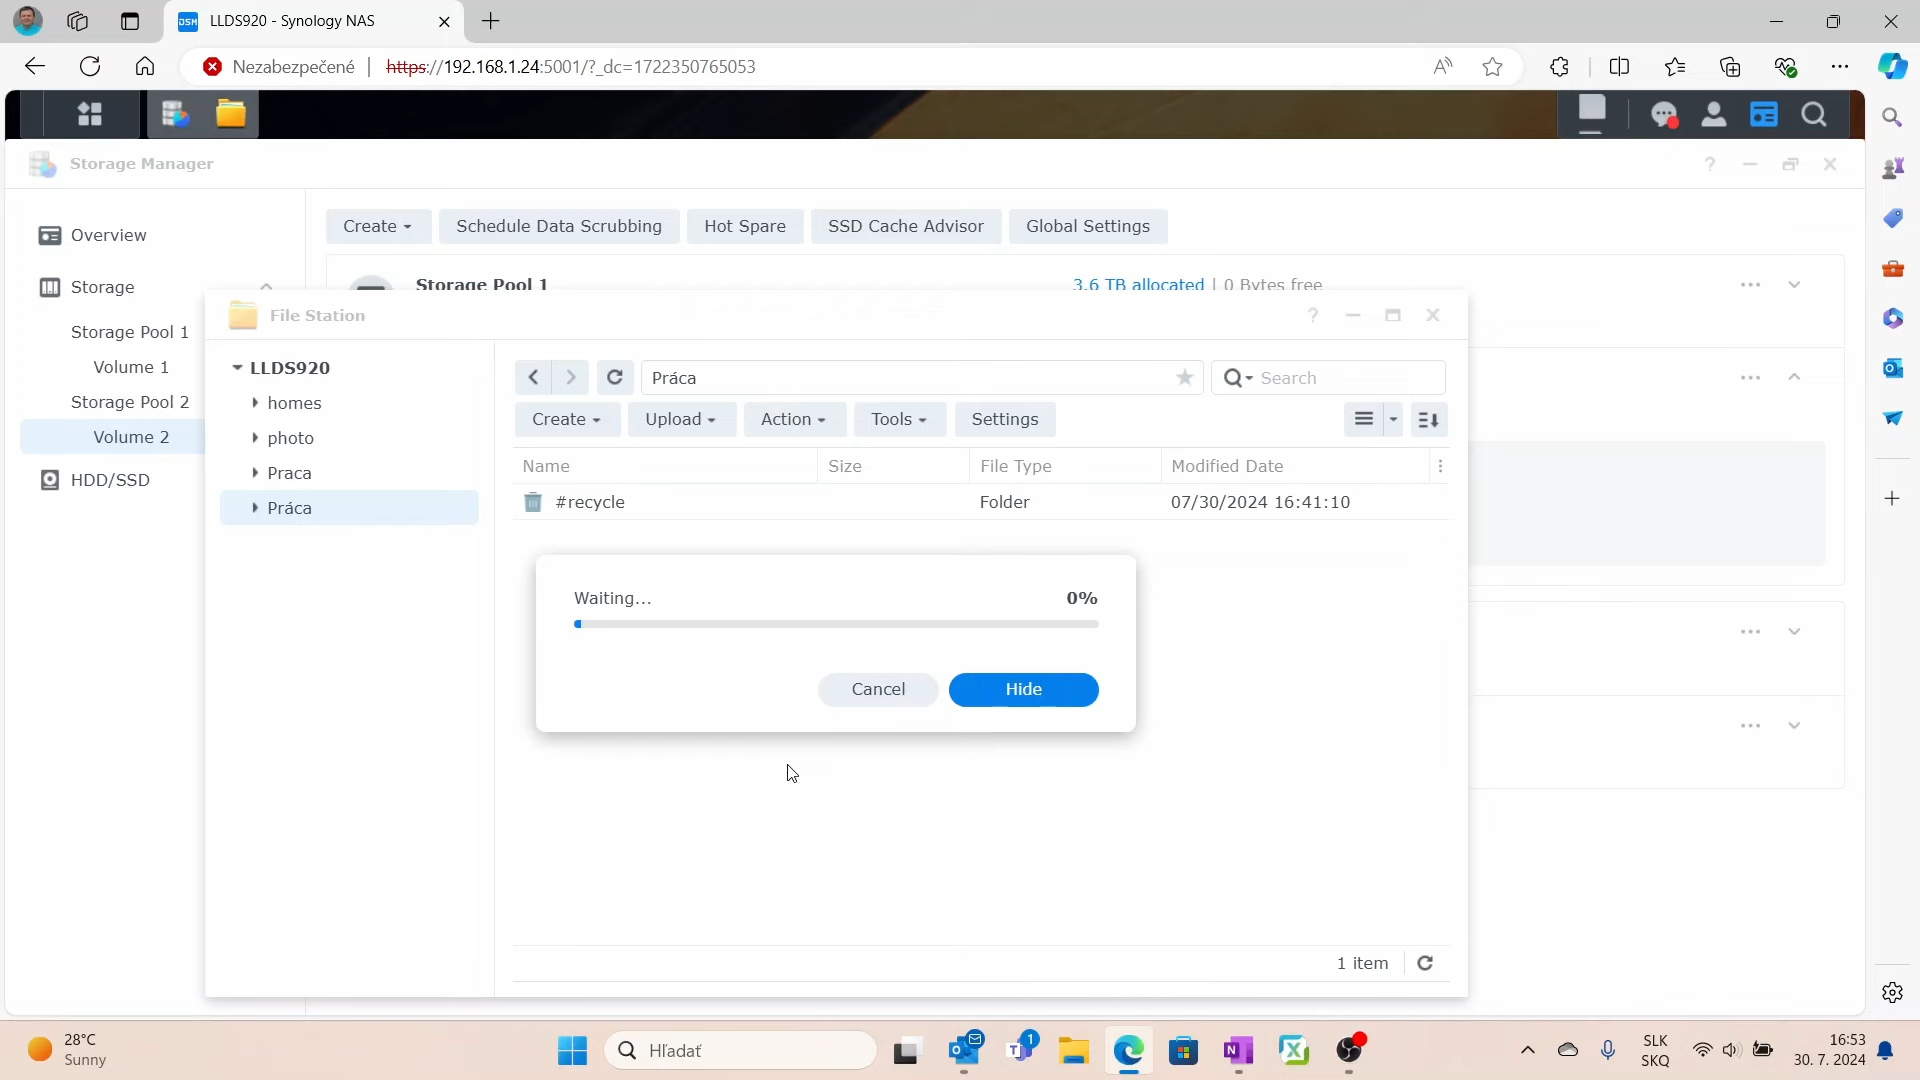 LLDS920 - Synology NAS
Nezabezpečené
https://192.168.1.24:5001/?_dc=1722350765053
Storage Manager
Overview
Storage
Storage Pool 1
Volume 1
Storage Pool 2
Volume 2
HDD/SSD
Create
Schedule Data Scrubbing
Hot Spare
SSD Cache Advisor
Global Settings
Storage Pool 1
3.6 TB allocated | 0 Bytes free
File Station
LLDS920
homes
photo
Praca
Práca
Práca
Search
Create
Upload
Action
Tools
Settings
Name
Size
File Type
Modified Date
#recycle
Folder
07/30/2024 16:41:10
Waiting...
0%
Cancel
Hide
1 item
28°C
Sunny
Hľadať
1
SLK
SKQ
16:53
30. 7. 2024